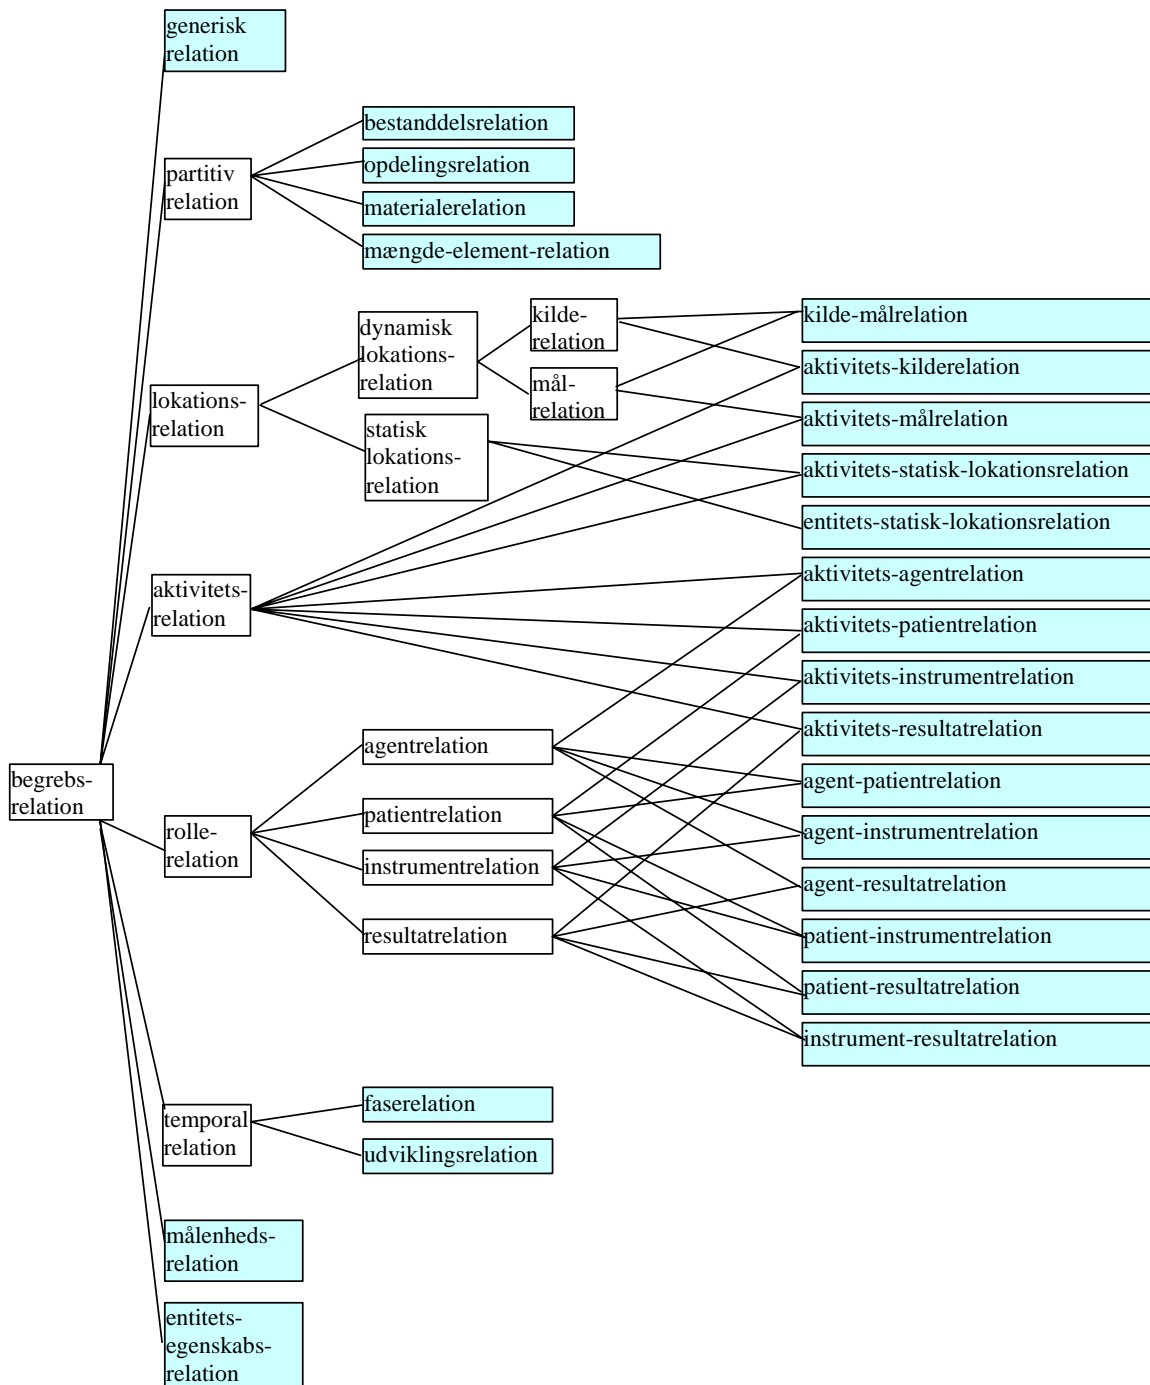 generisk
relation
bestanddelsrelation
opdelingsrelation
partitiv
relation
materialerelation
mængde-element-relation
dynamisk
lokations-
relation
kilde-
relation
kilde-målrelation
aktivitets-kilderelation
lokations-
relation
mål-
relation
aktivitets-målrelation
statisk
lokations-
relation
aktivitets-statisk-lokationsrelation
entitets-statisk-lokationsrelation
aktivitets-
relation
aktivitets-agentrelation
aktivitets-patientrelation
aktivitets-instrumentrelation
aktivitets-resultatrelation
agentrelation
begrebs-
relation
agent-patientrelation
patientrelation
rolle-
relation
agent-instrumentrelation
instrumentrelation
agent-resultatrelation
resultatrelation
patient-instrumentrelation
patient-resultatrelation
instrument-resultatrelation
faserelation
temporal
relation
udviklingsrelation
målenheds-
relation
entitets-
egenskabs-
relation